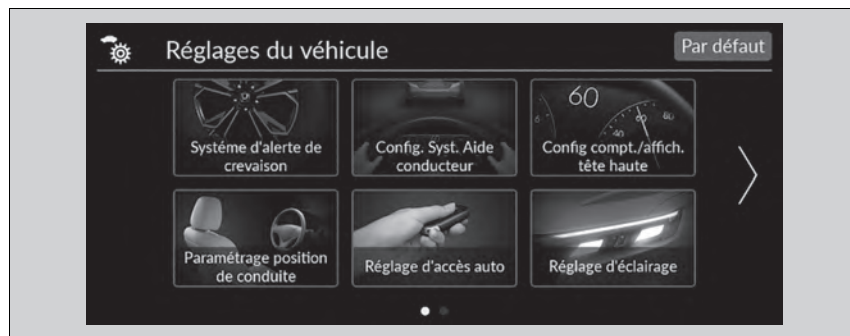 Réglages du véhicule
Par défaut
Systéme d'alerte de
crevaison
Config. Syst. Aide
conducteur
60
Config compt./affich.
tête haute
Paramétrage position
de conduite
Réglage d'accès auto
Réglage d'éclairage